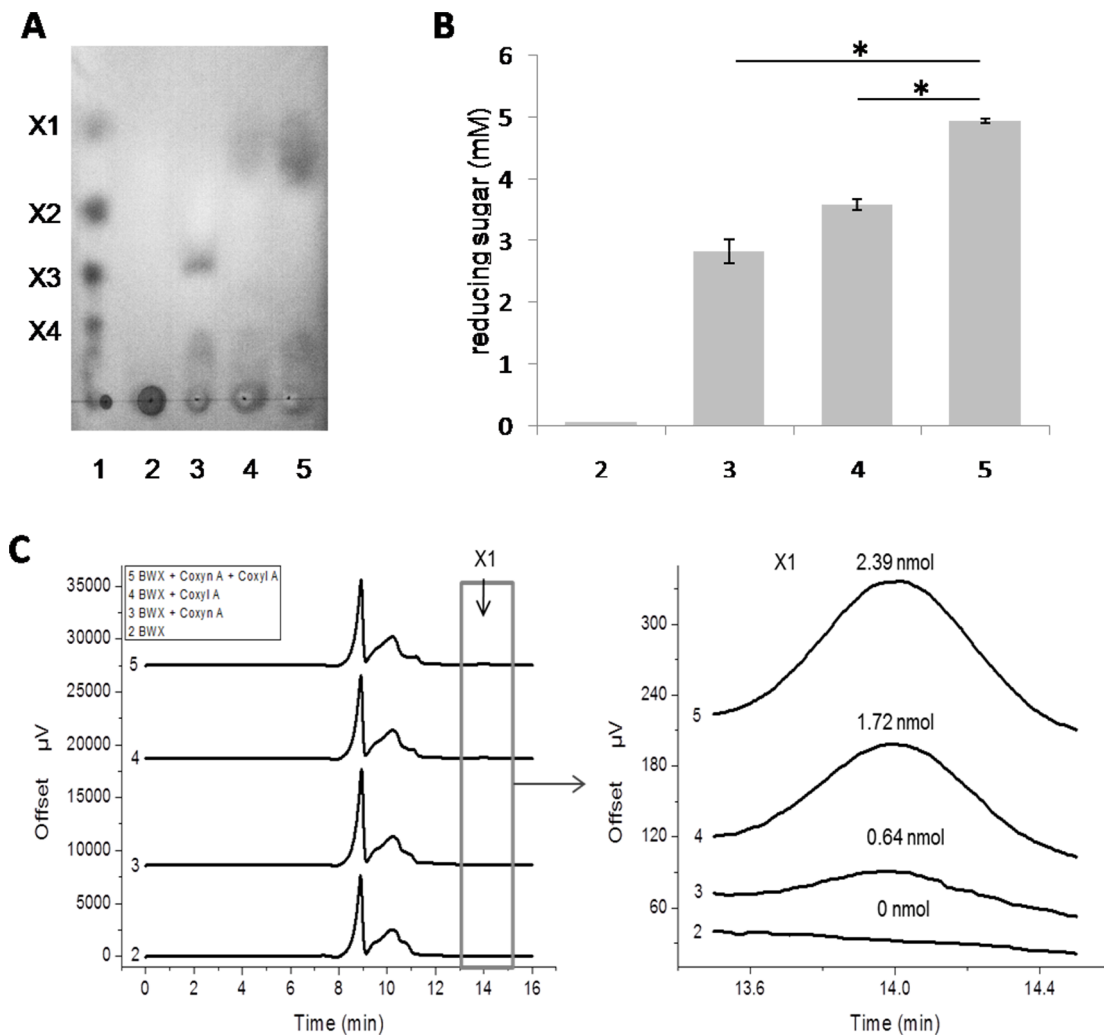 A
X1
X2
X3
X4
1 2 3 4 5
B
reducing sugar (mM)
6
5
4
3
2
1
0
*
*
2 3 4 5
C
5 BWX + Coxyn A + Coxyl A
4 BWX + Coxyl A
3 BWX + Coxyn A
2 BWX
X1
35000
30000
25000
20000
15000
10000
5000
0
Offset µV
5
4
3
2
0 2 4 6 8 10 12 14 16
Time (min)
X1
2.39 nmol
1.72 nmol
0.64 nmol
0 nmol
300
240
180
120
60
Offset µV
5
4
3
2
13.6 14.0 14.4
Time (min)